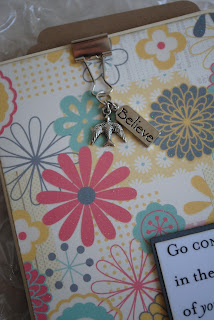 Believe
Go CON
in the
of yo